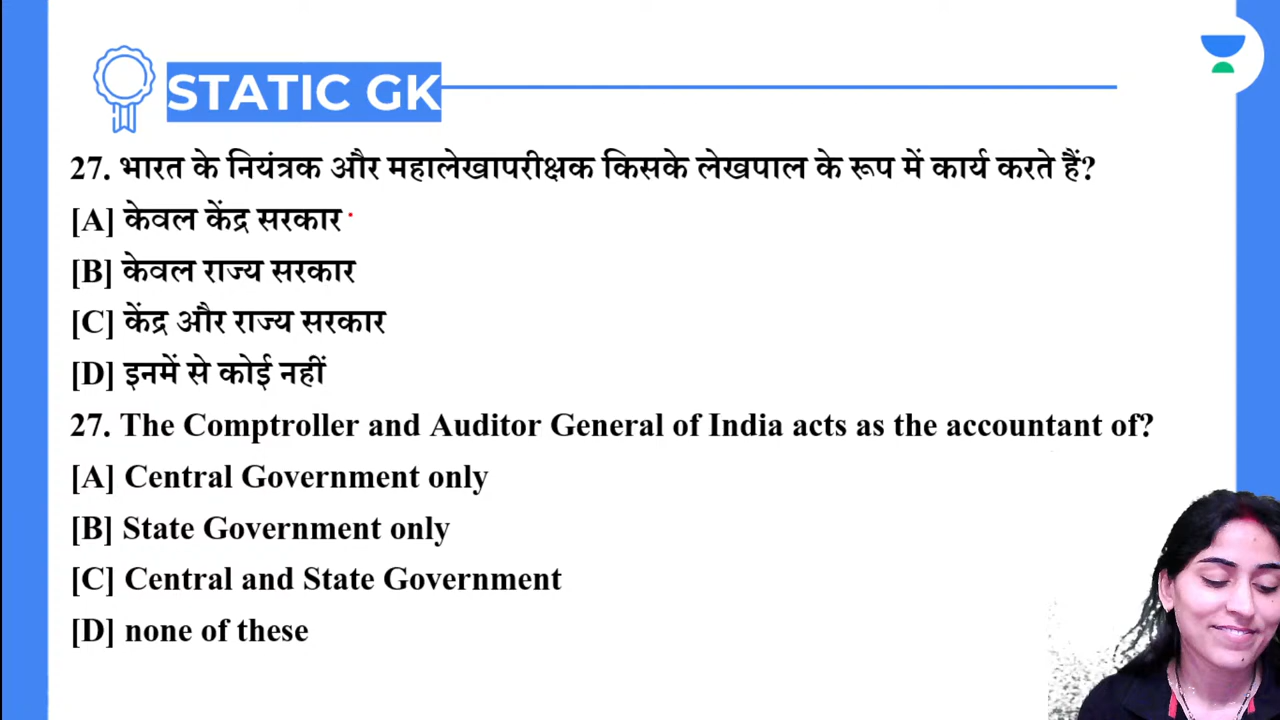 STATIC GK
27. भारत के नियंत्रक और महालेखापरीक्षक किसके लेखपाल के रूप में कार्य करते हैं?
[A] केवल केंद्र सरकार
[B] केवल राज्य सरकार
[C] केंद्र और राज्य सरकार
[D] इनमें से कोई नहीं
27. The Comptroller and Auditor General of India acts as the accountant of?
[A] Central Government only
[B] State Government only
[C] Central and State Government
[D] none of these